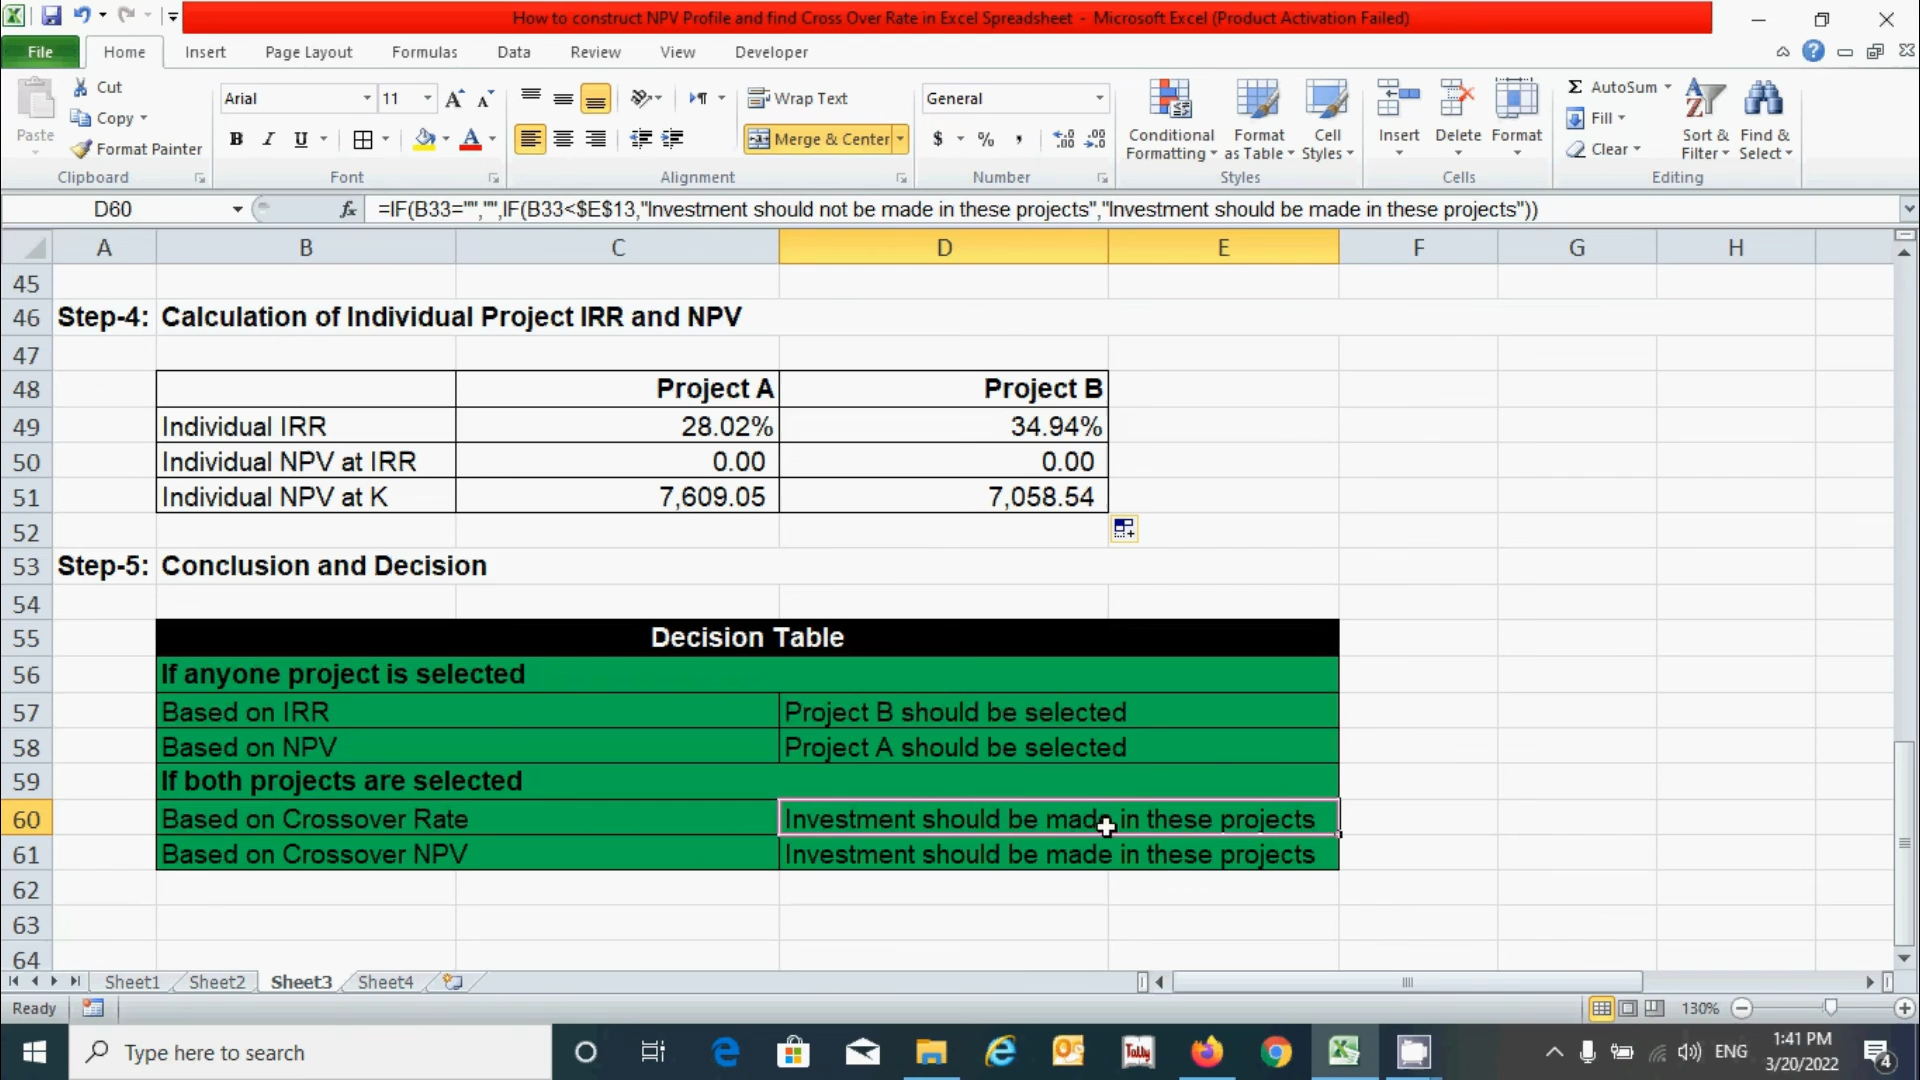 How to construct NPV Profile and find Cross Over Rate in Excel Spreadsheet - Microsoft Excel (Product Activation Failed)
File Home Insert Page Layout Formulas Data Review View Developer
Paste
Cut
Copy
Format Painter
Clipboard
Arial 11
B I U
Font
Wrap Text
Merge & Center
Alignment
General
$ % ,
Number
Conditional Formatting
Format as Table
Cell Styles
Styles
Insert Delete Format
Cells
Σ AutoSum
Fill
Clear
Sort & Filter
Find & Select
Editing
D60 fx =IF(B33="","",IF(B33<$E$13,"Investment should not be made in these projects","Investment should be made in these projects"))
A B C D E F G H
45
46 Step-4: Calculation of Individual Project IRR and NPV
47
48 Project A Project B
49 Individual IRR 28.02% 34.94%
50 Individual NPV at IRR 0.00 0.00
51 Individual NPV at K 7,609.05 7,058.54
52
53 Step-5: Conclusion and Decision
54
55 Decision Table
56 If anyone project is selected
57 Based on IRR Project B should be selected
58 Based on NPV Project A should be selected
59 If both projects are selected
60 Based on Crossover Rate Investment should be made in these projects
61 Based on Crossover NPV Investment should be made in these projects
62
63
64
Sheet1 Sheet2 Sheet3 Sheet4
Ready 130%
Type here to search
Tally
ENG
1:41 PM
3/20/2022
4